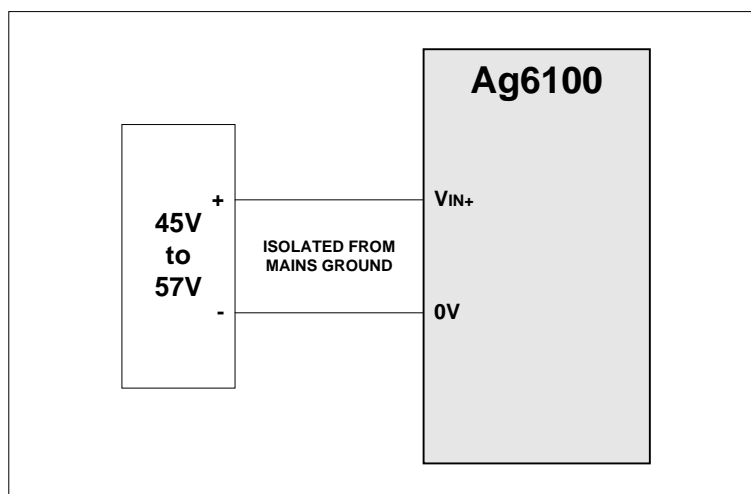 Ag6100
45V
to
57V
+
-
ISOLATED FROM
MAINS GROUND
VIN+
0V